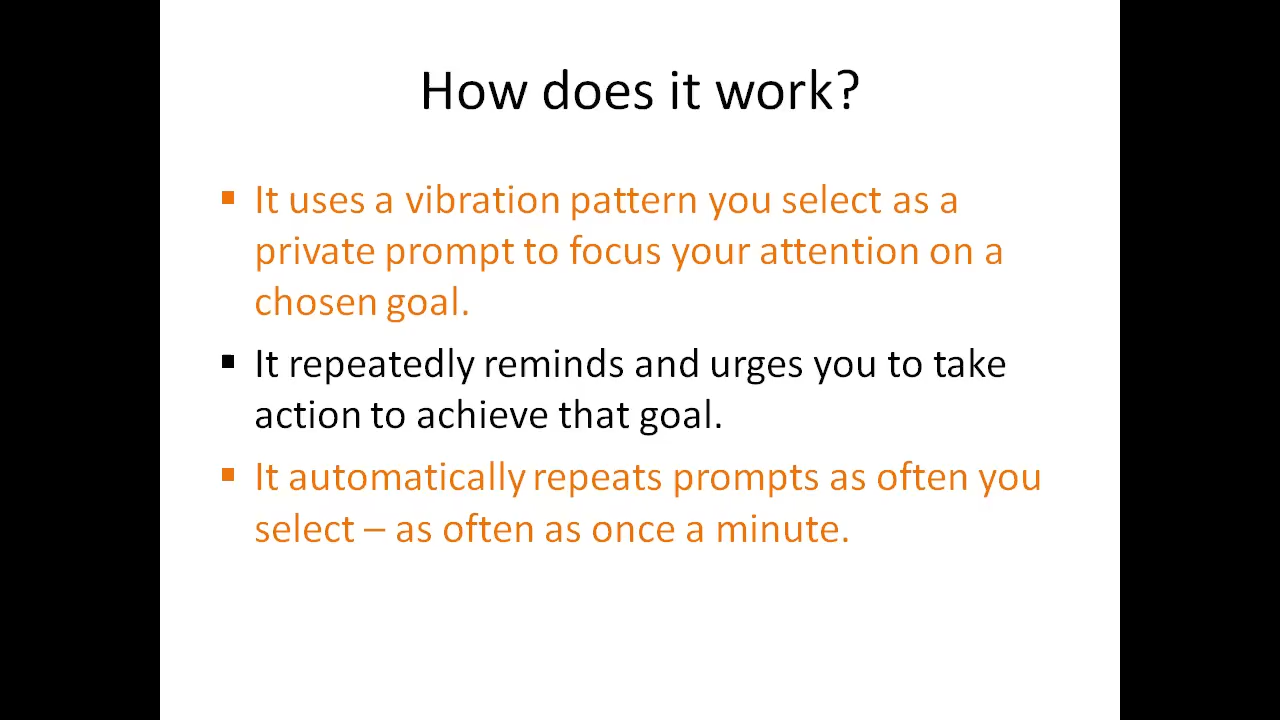 How does it work?
▪ It uses a vibration pattern you select as a
private prompt to focus your attention on a
chosen goal.
▪ It repeatedly reminds and urges you to take
action to achieve that goal.
▪ It automatically repeats prompts as often you
select – as often as once a minute.